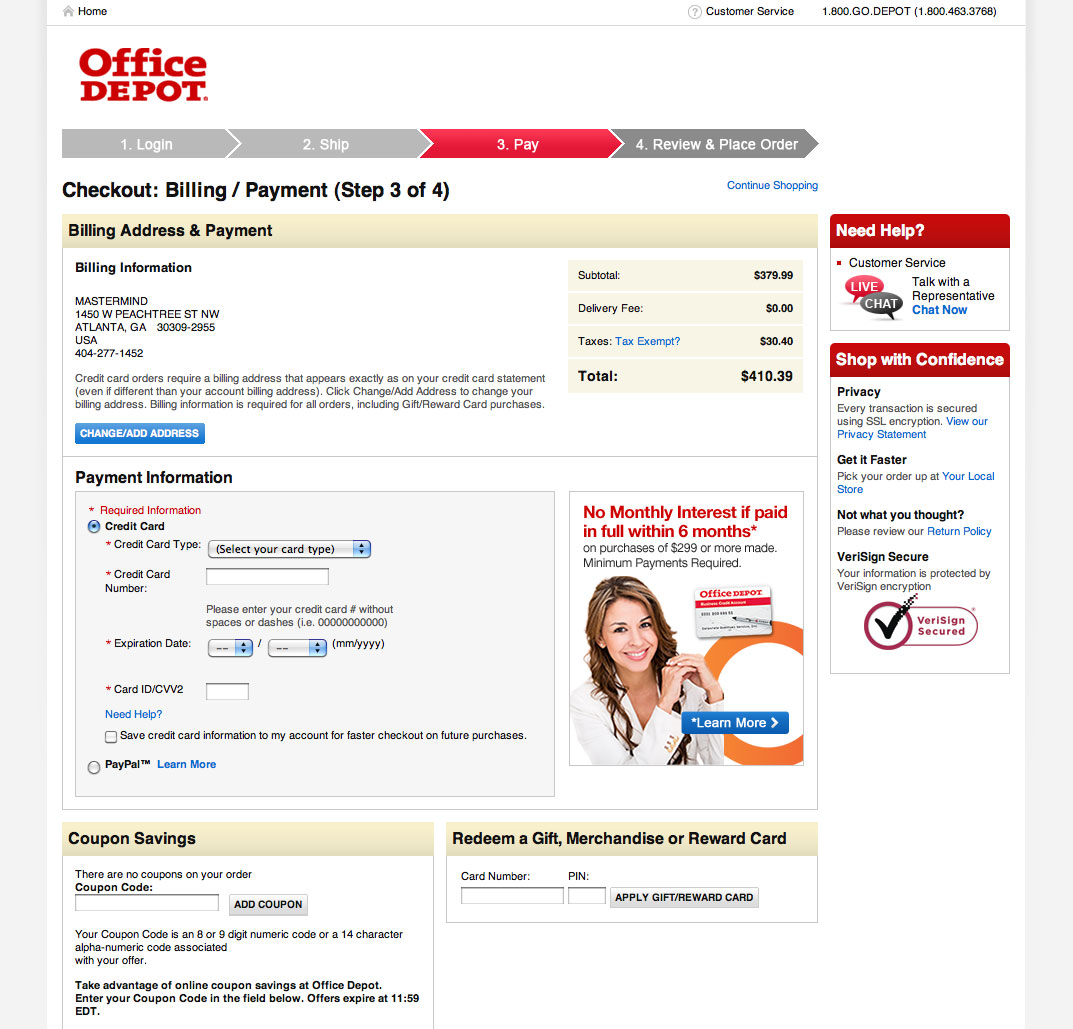 Home
Customer Service
1.800.GO.DEPOT (1.800.463.3768)
Office
DEPOT.
1. Login
2. Ship
3. Pay
4. Review & Place Order
Checkout: Billing / Payment (Step 3 of 4)
Continue Shopping
Billing Address & Payment
Billing Information
MASTERMIND
1450 W PEACHTREE ST NW
ATLANTA, GA 30309-2955
USA
404-277-1452
Credit card orders require a billing address that appears exactly as on your credit card statement
(even if different than your account billing address). Click Change/Add Address to change your
billing address. Billing information is required for all orders, including Gift/Reward Card purchases.
CHANGE/ADD ADDRESS
Subtotal: $379.99
Delivery Fee: $0.00
Taxes: Tax Exempt? $30.40
Total: $410.39
Payment Information
* Required Information
Credit Card
* Credit Card Type: (Select your card type)
* Credit Card
Number:
Please enter your credit card # without
spaces or dashes (i.e. 00000000000)
* Expiration Date: -- / -- (mm/yyyy)
* Card ID/CVV2
Need Help?
Save credit card information to my account for faster checkout on future purchases.
PayPal™ Learn More
No Monthly Interest if paid
in full within 6 months*
on purchases of $299 or more made.
Minimum Payments Required.
Office DEPOT
Business Credit Account
*Learn More
Coupon Savings
There are no coupons on your order
Coupon Code:
ADD COUPON
Your Coupon Code is an 8 or 9 digit numeric code or a 14 character
alpha-numeric code associated
with your offer.
Take advantage of online coupon savings at Office Depot.
Enter your Coupon Code in the field below. Offers expire at 11:59
EDT.
Redeem a Gift, Merchandise or Reward Card
Card Number: PIN:
APPLY GIFT/REWARD CARD
Need Help?
Customer Service
LIVE
CHAT
Talk with a
Representative
Chat Now
Shop with Confidence
Privacy
Every transaction is secured
using SSL encryption. View our
Privacy Statement
Get it Faster
Pick your order up at Your Local
Store
Not what you thought?
Please review our Return Policy
VeriSign Secure
Your information is protected by
VeriSign encryption
VeriSign
Secured